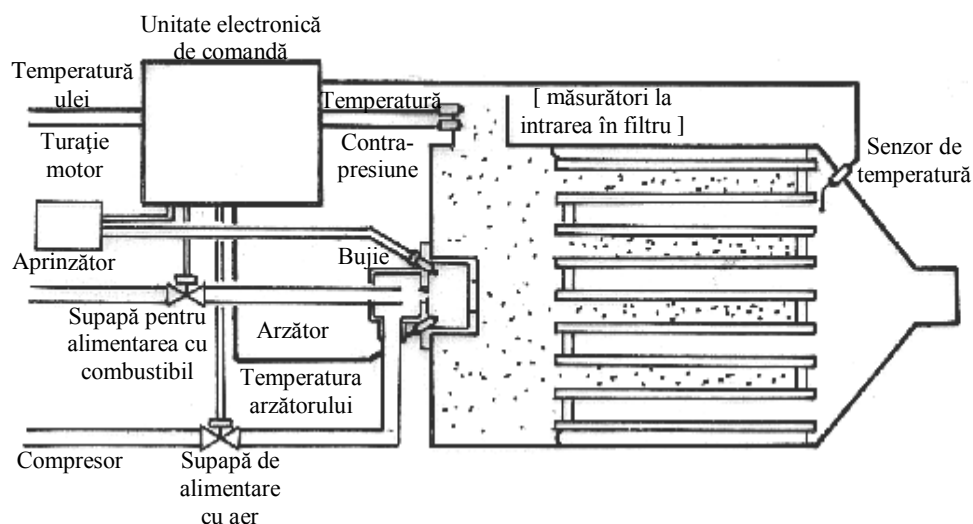 Unitate electronică
de comandă
Temperatură
ulei
Turaţie
motor
Temperatură
Contra-
presiune
[ măsurători la
intrarea în filtru ]
Senzor de
temperatură
Aprinzător
Bujie
Supapă pentru
alimentarea cu
combustibil
Arzător
Temperatura
arzătorului
Compresor
Supapă de
alimentare
cu aer